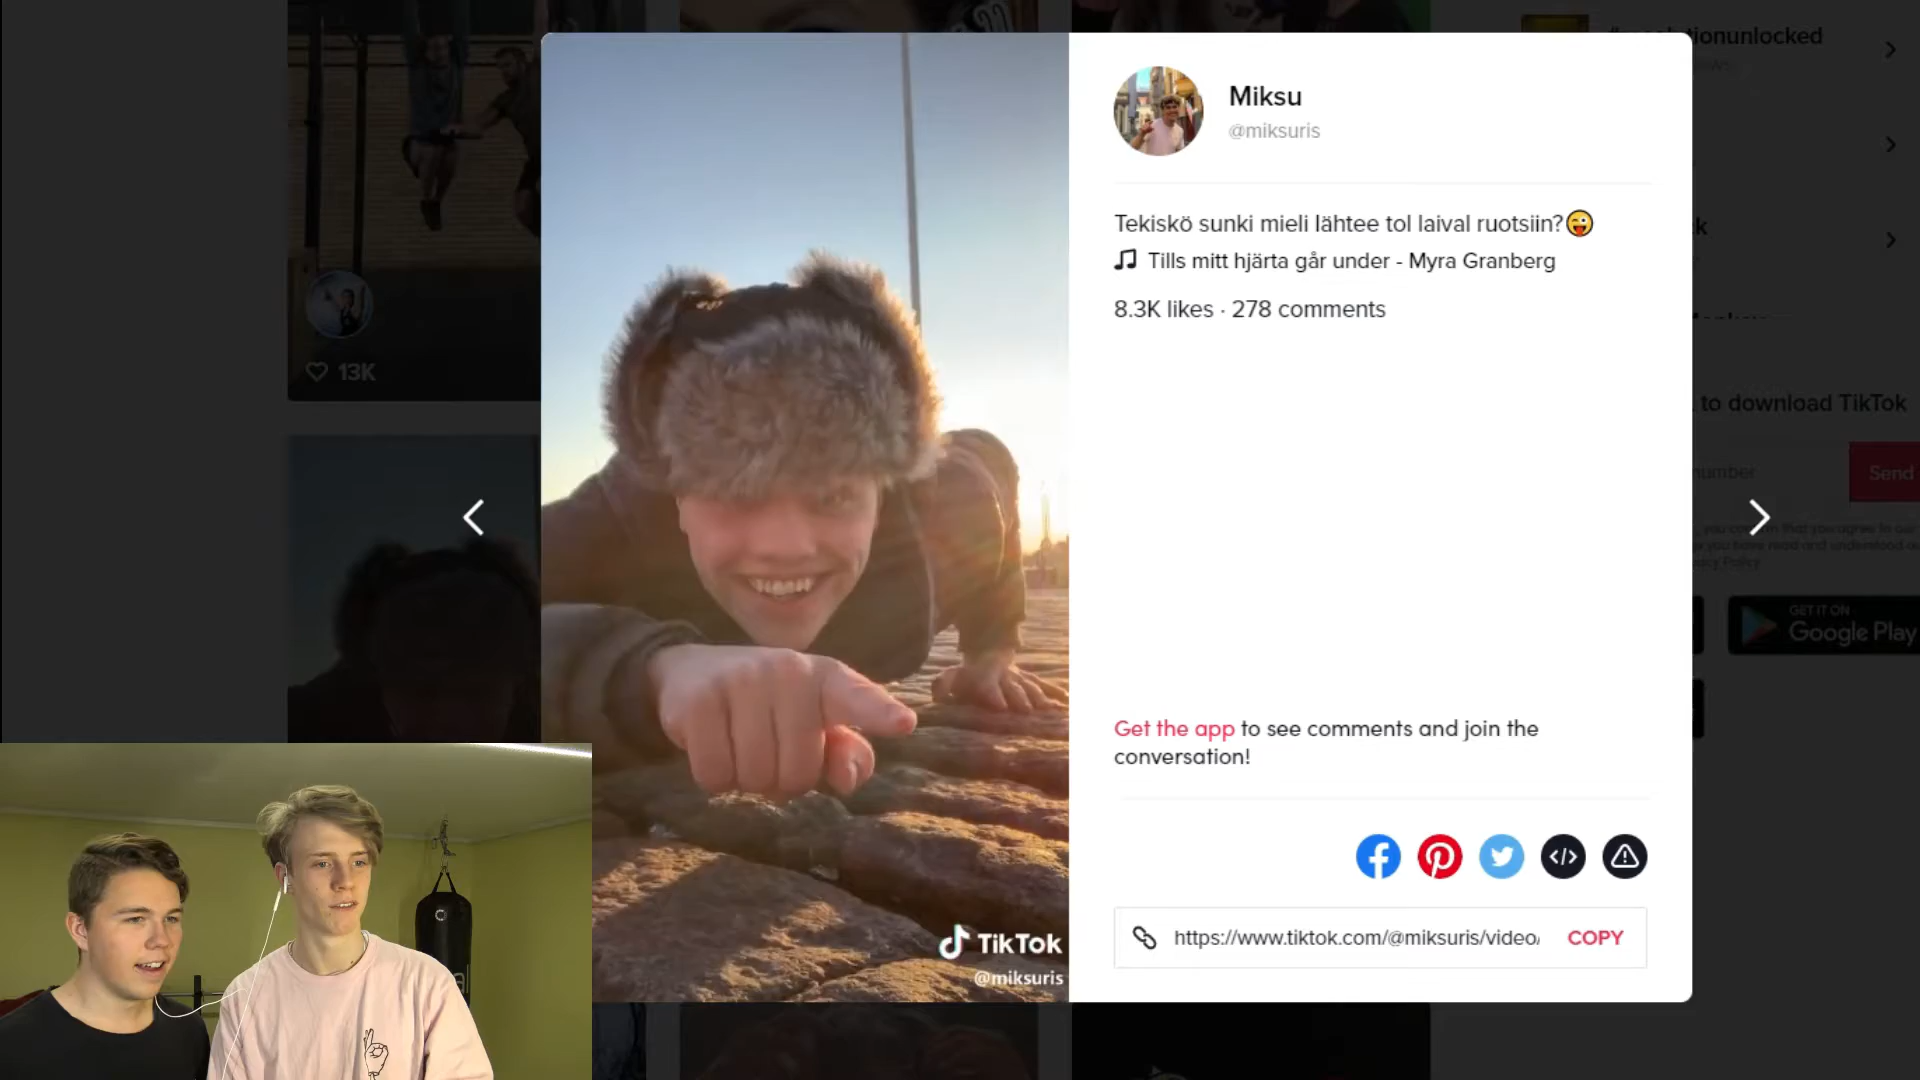 Miksu
@miksuris
Tekiskö sunki mieli lähtee tol laival ruotsiin?😜
Tills mitt hjärta går under - Myra Granberg
8.3K likes · 278 comments
Get the app to see comments and join the
conversation!
https://www.tiktok.com/@miksuris/video/
COPY
TikTok
@miksuris
13K
tionunlocked
to download TikTok
number
Send
GET IT ON
Google Play